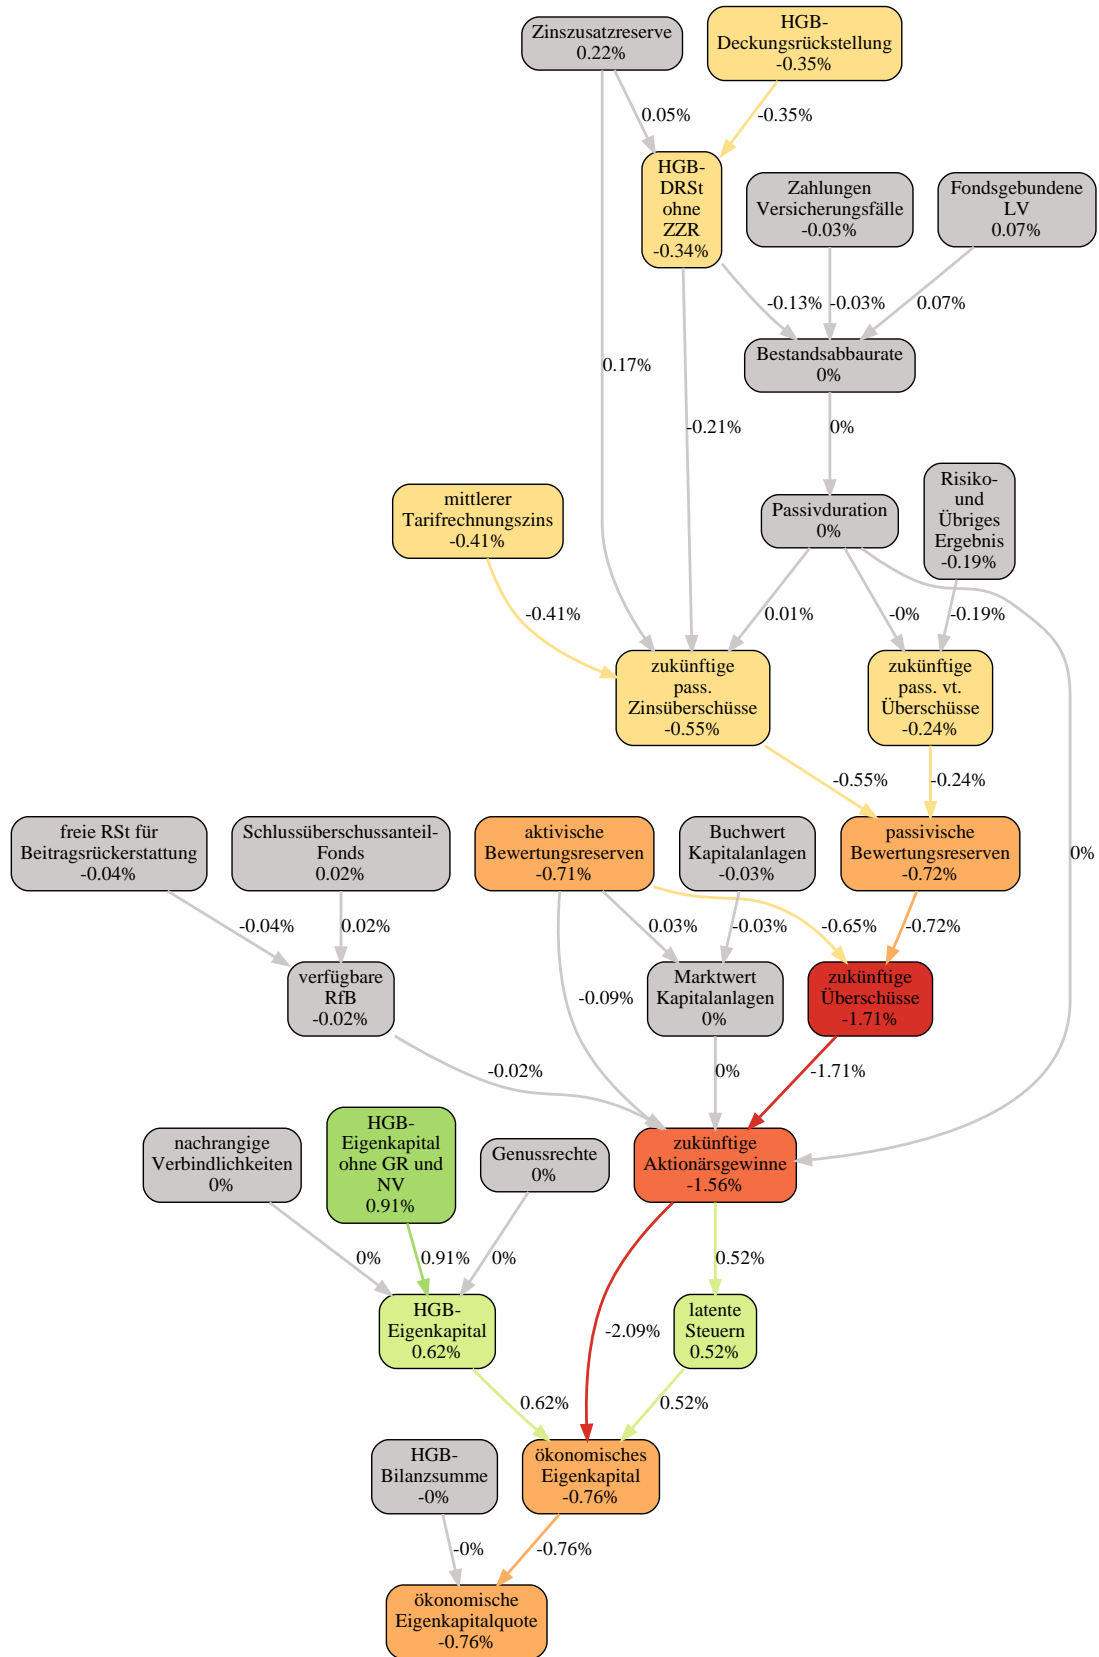 Zinszusatzreserve
0.22%
HGB-
Deckungsrückstellung
-0.35%
0.05%
-0.35%
HGB-
DRSt
ohne
ZZR
-0.34%
Zahlungen
Versicherungsfälle
-0.03%
Fondsgebundene
LV
0.07%
-0.13%
-0.03%
0.07%
Bestandsabbaurate
0%
0.17%
-0.21%
0%
mittlerer
Tarifrechnungszins
-0.41%
Passivduration
0%
Risiko-
und
Übriges
Ergebnis
-0.19%
-0.41%
0.01%
-0%
-0.19%
zukünftige
pass.
Zinsüberschüsse
-0.55%
zukünftige
pass. vt.
Überschüsse
-0.24%
-0.55%
-0.24%
freie RSt für
Beitragsrückerstattung
-0.04%
Schlussüberschussanteil-
Fonds
0.02%
aktivische
Bewertungsreserven
-0.71%
Buchwert
Kapitalanlagen
-0.03%
passivische
Bewertungsreserven
-0.72%
0%
-0.04%
0.02%
0.03%
-0.03%
-0.65%
-0.72%
verfügbare
RfB
-0.02%
-0.09%
Marktwert
Kapitalanlagen
0%
zukünftige
Überschüsse
-1.71%
-0.02%
0%
-1.71%
nachrangige
Verbindlichkeiten
0%
HGB-
Eigenkapital
ohne GR und
NV
0.91%
Genussrechte
0%
zukünftige
Aktionärsgewinne
-1.56%
0%
0.91%
0%
0.52%
HGB-
Eigenkapital
0.62%
-2.09%
latente
Steuern
0.52%
0.62%
0.52%
HGB-
Bilanzsumme
-0%
ökonomisches
Eigenkapital
-0.76%
-0%
-0.76%
ökonomische
Eigenkapitalquote
-0.76%